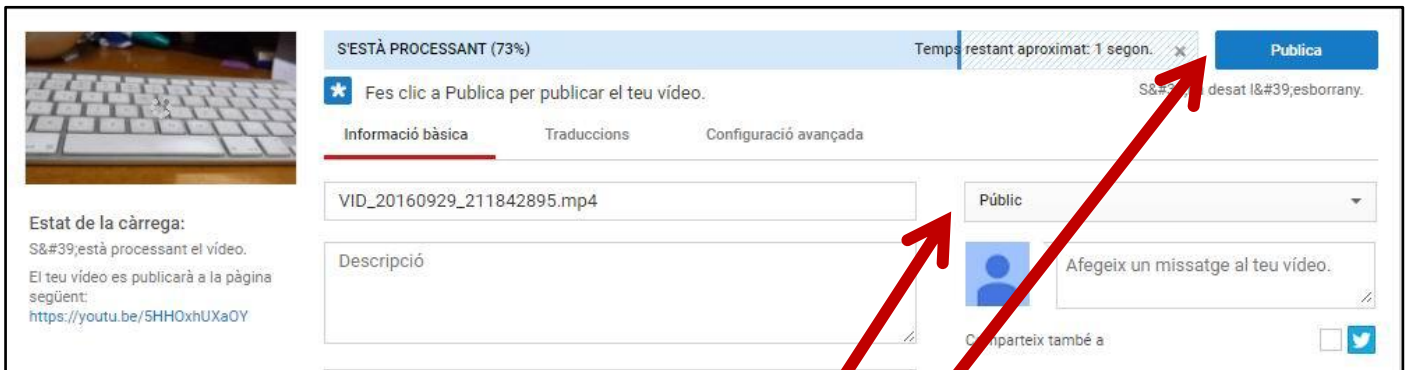 S'ESTÀ PROCESSANT (73%)
Temps restant aproximat: 1 segon.
Publica
Fes clic a Publica per publicar el teu vídeo.
S&#39; desat l&#39;esborrany.
Informació bàsica
Traduccions
Configuració avançada
VID_20160929_211842895.mp4
Públic
Estat de la càrrega:
S&#39;està processant el vídeo.
El teu vídeo es publicarà a la pàgina
següent:
https://youtu.be/5HHOxhUXaOY
Descripció
Afegeix un missatge al teu vídeo.
Comparteix també a